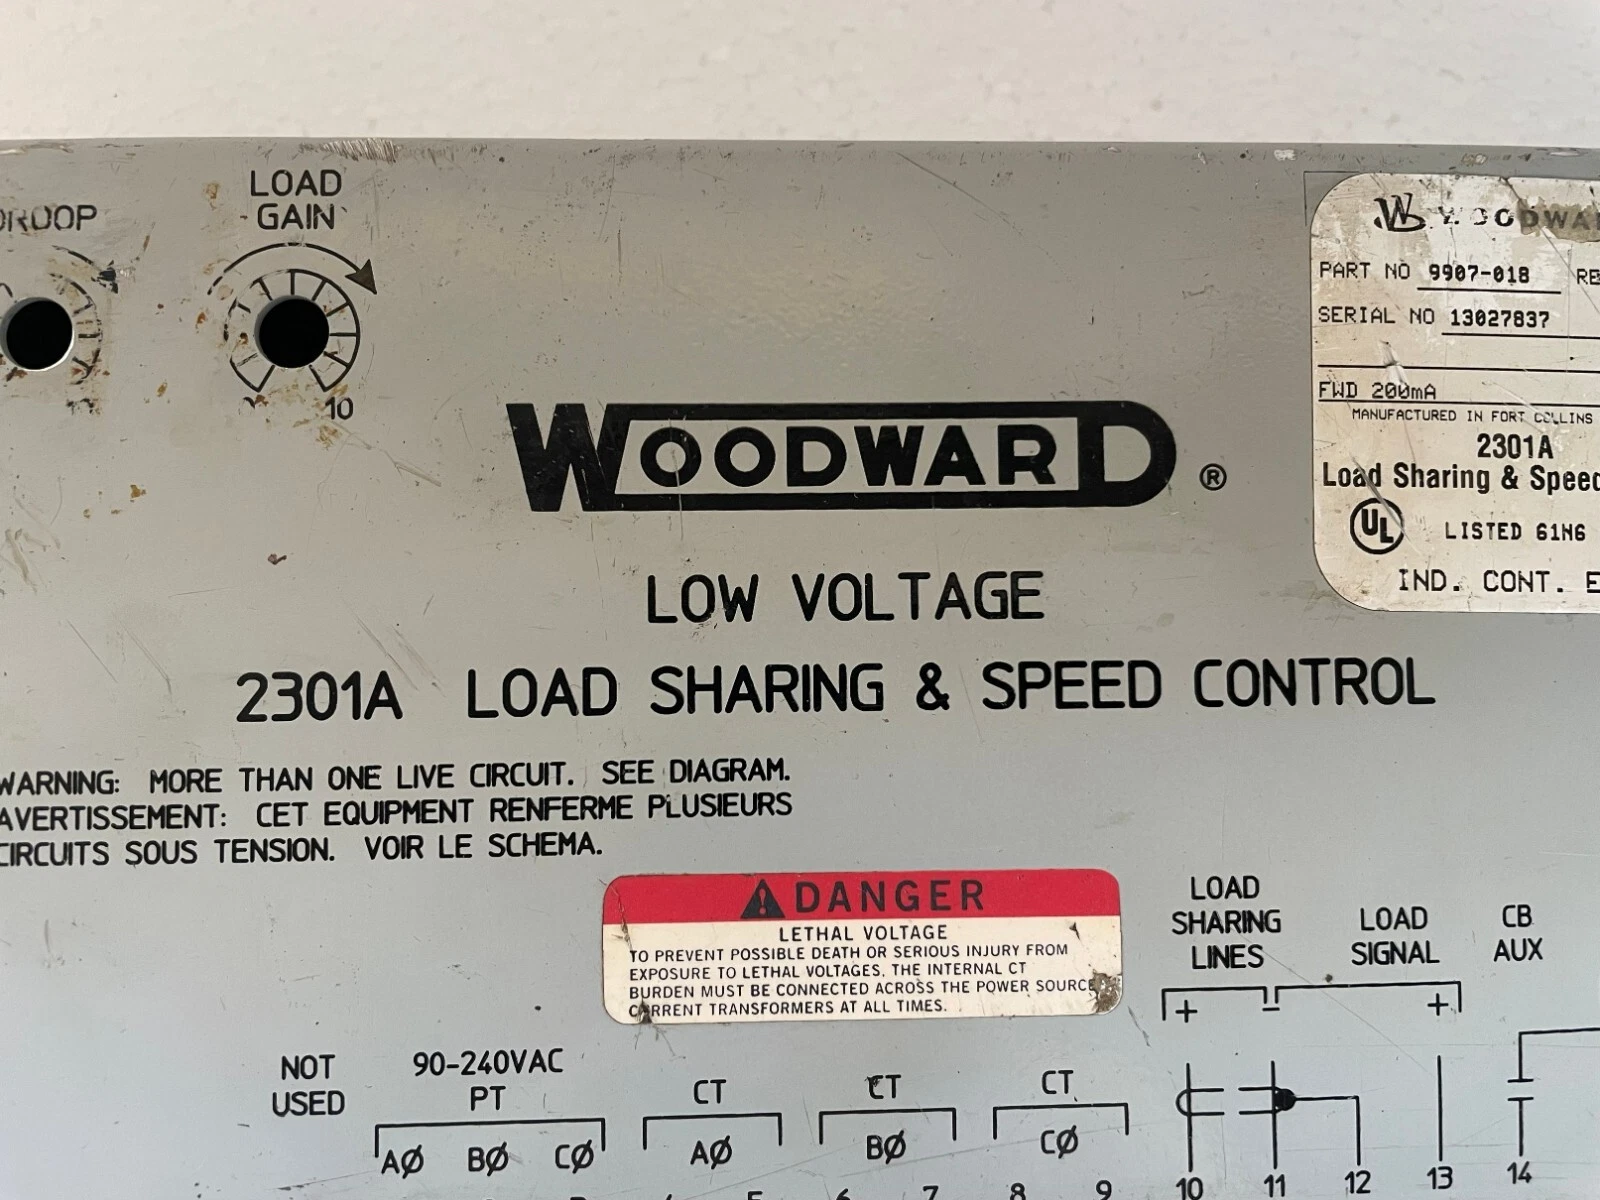 DROOP
LOAD
GAIN
10
WOODWARD
PART NO 9907-018
SERIAL NO 13027837
FWD 200mA
MANUFACTURED IN FORT COLLINS
2301A
Load Sharing & Speed
UL LISTED 61N6
IND. CONT.
WOODWARD ®
LOW VOLTAGE
2301A LOAD SHARING & SPEED CONTROL
WARNING: MORE THAN ONE LIVE CIRCUIT. SEE DIAGRAM.
AVERTISSEMENT: CET EQUIPMENT RENFERME PLUSIEURS
CIRCUITS SOUS TENSION. VOIR LE SCHEMA.
DANGER
LETHAL VOLTAGE
TO PREVENT POSSIBLE DEATH OR SERIOUS INJURY FROM
EXPOSURE TO LETHAL VOLTAGES, THE INTERNAL CT
BURDEN MUST BE CONNECTED ACROSS THE POWER SOURCE
CURRENT TRANSFORMERS AT ALL TIMES.
LOAD
SHARING
LINES
+ −
LOAD
SIGNAL
+
CB
AUX
NOT
USED
90-240VAC
PT
AØ BØ CØ
CT
AØ
CT
BØ
CT
CØ
6 7 8 9 10 11 12 13 14